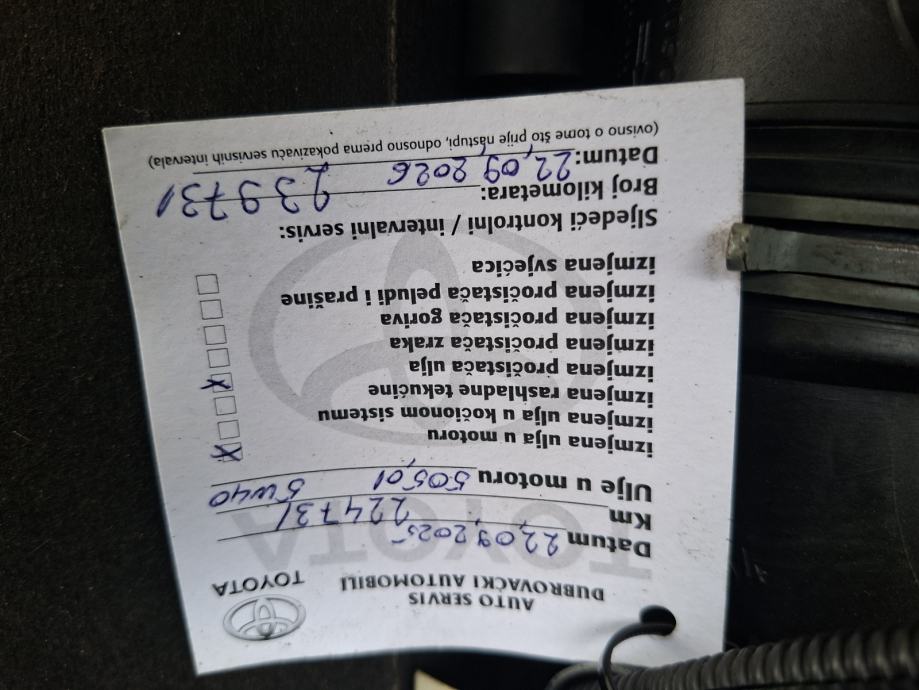 AUTO SERVIS
DUBROVAČKI AUTOMOBILI
TOYOTA
Datum 22,09,2025
Km 224731
Ulje u motoru 505,01 5W40
izmjena ulja u motoru X
izmjena ulja u kočionom sistemu
izmjena rashladne tekućine
izmjena pročistača ulja X
izmjena pročistača zraka
izmjena pročistača goriva
izmjena pročistača peludi i prašine
izmjena svjećica
Sljedeći kontrolni / intervalni servis:
Broj kilometara: 239731
Datum: 22,09,2026
(ovisno o tome što prije nastupi, odnosno prema pokazivaču servisnih intervala)
TOYOTA